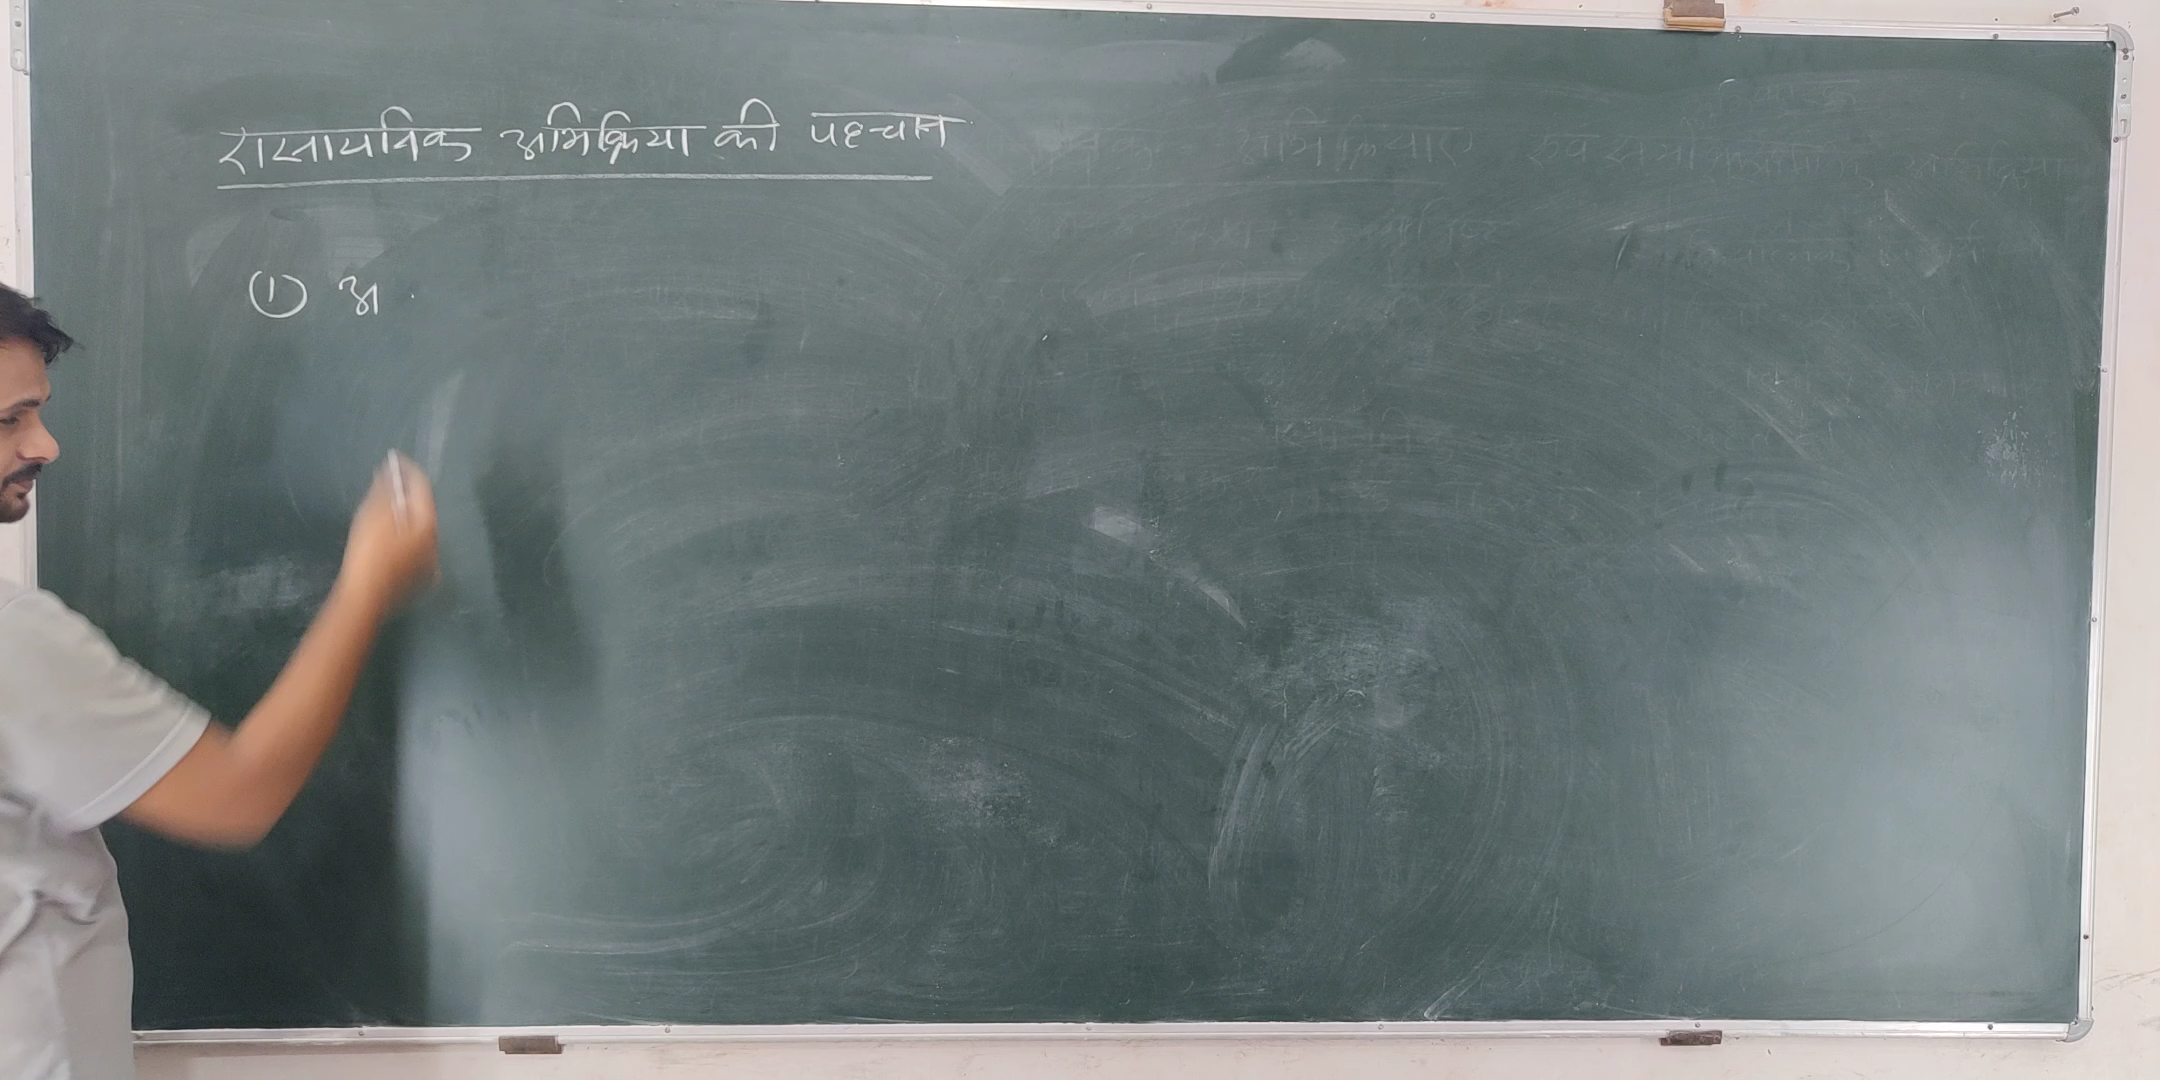 रासायनिक अभिक्रिया की पहचान
① अ